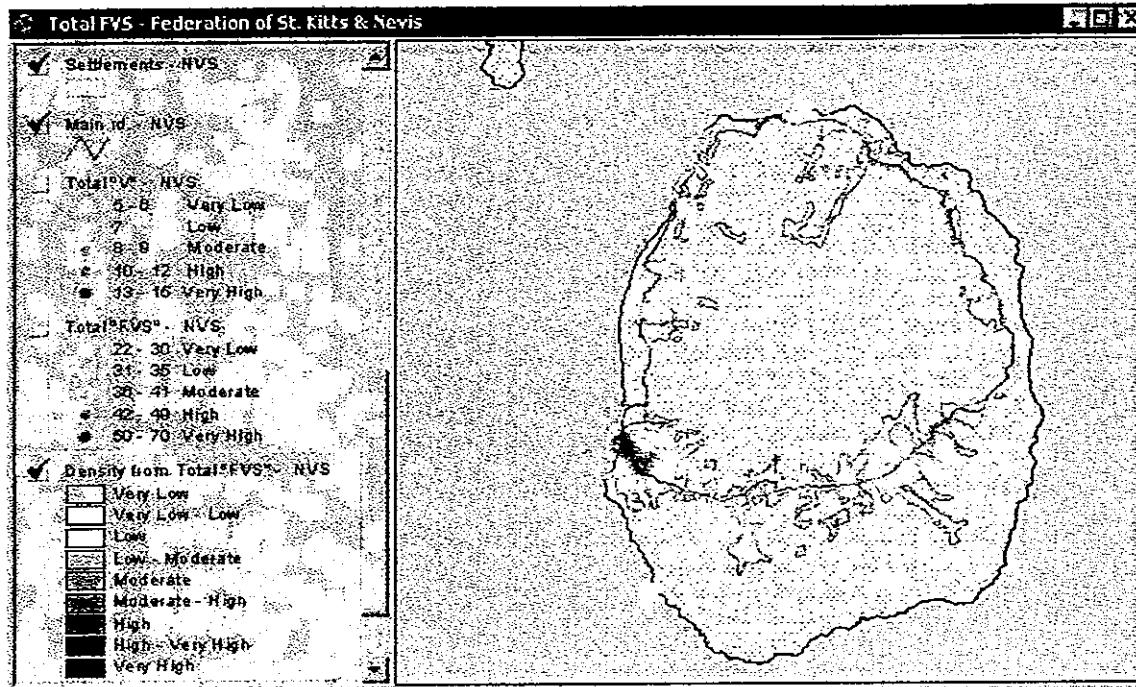 Total FVS - Federation of St. Kitts & Nevis
Settlements - NVS
Main rd. - NVS
Total "V" - NVS
5 - 6 Very Low
7 Low
8 - 9 Moderate
10 - 12 High
13 - 15 Very High
Total "FVS" - NVS
22 - 30 Very Low
31 - 35 Low
36 - 41 Moderate
42 - 49 High
50 - 70 Very High
Density from Total "FVS" - NVS
Very Low
Very Low - Low
Low
Low - Moderate
Moderate
Moderate - High
High
High - Very High
Very High